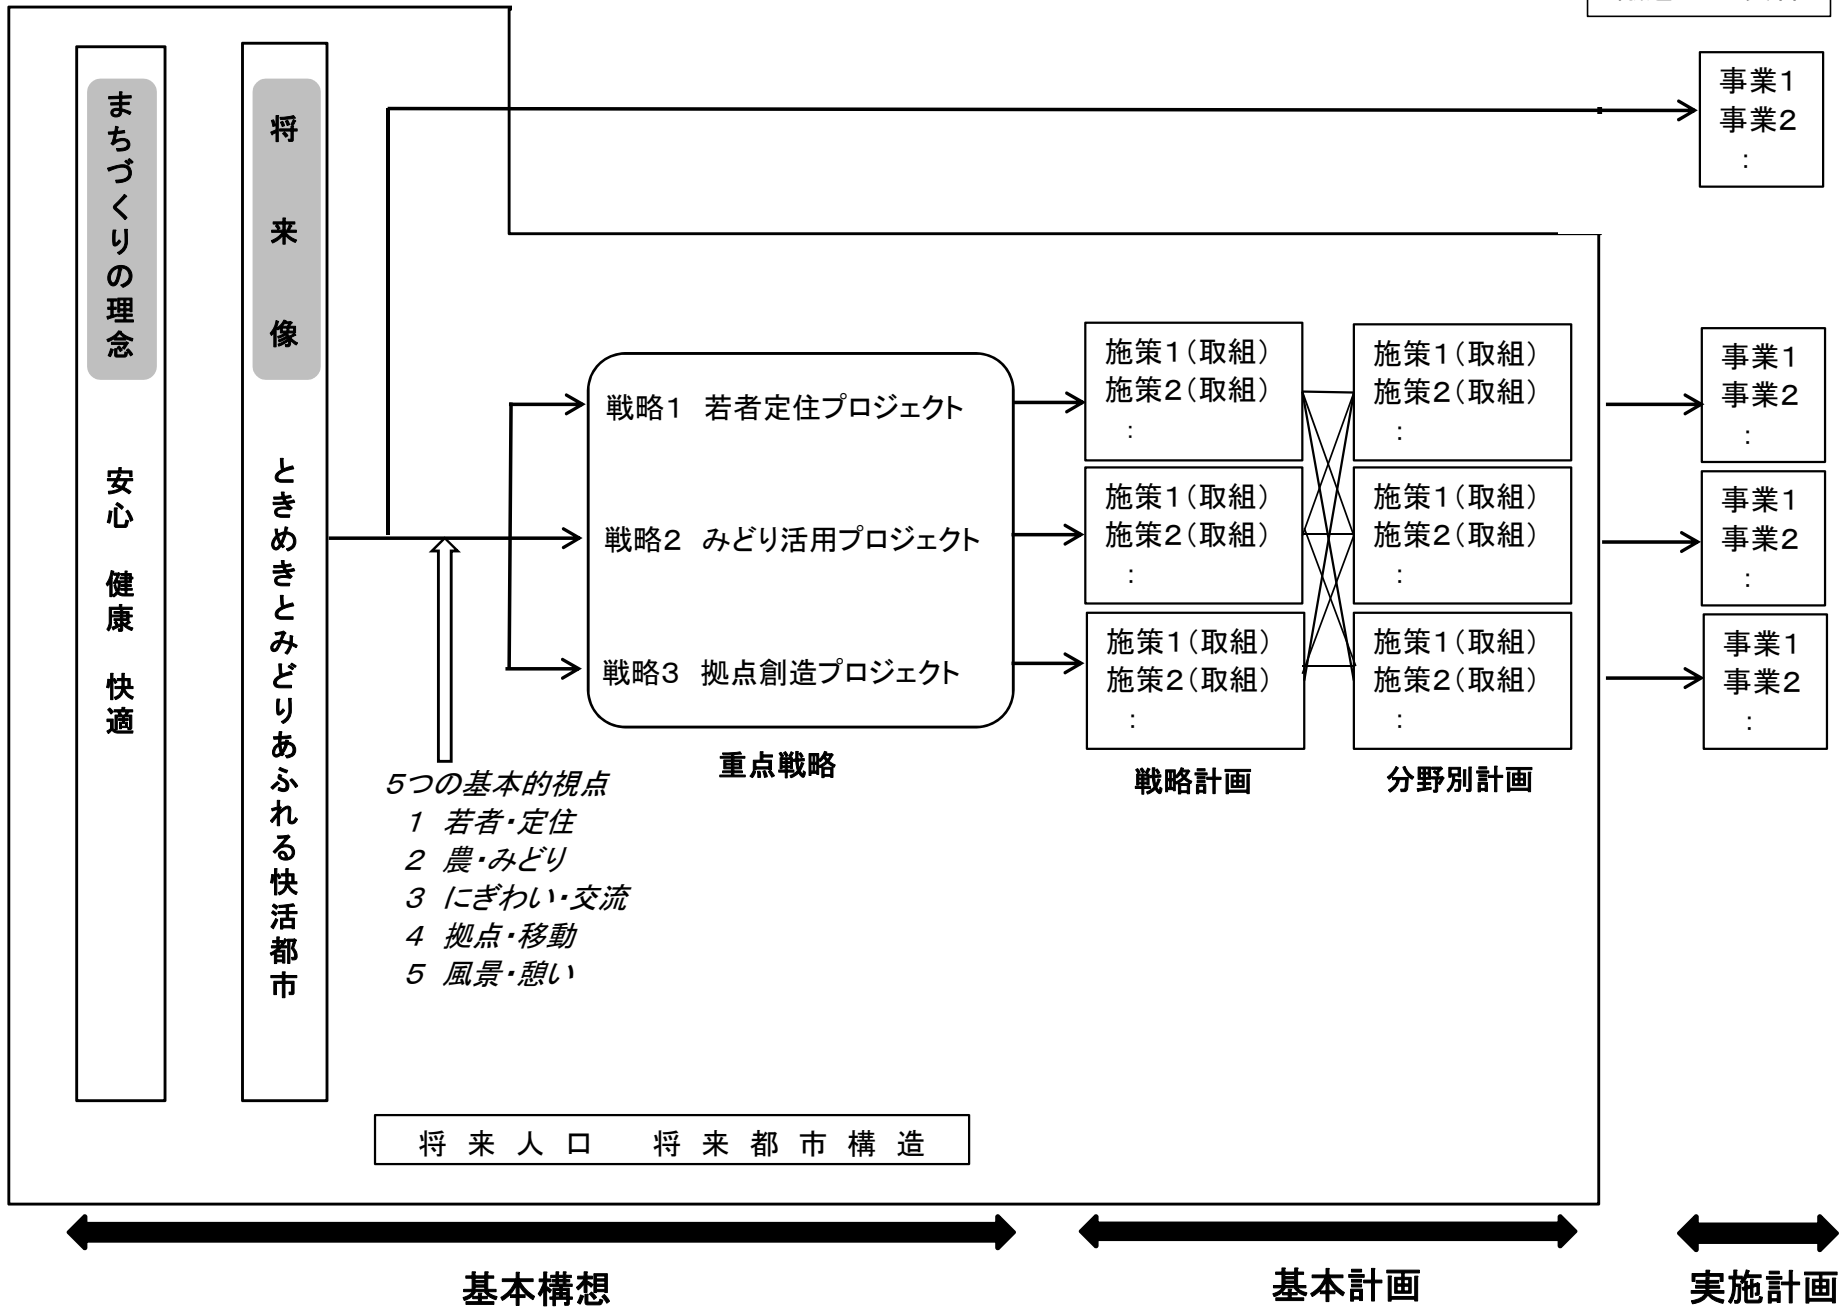 まちづくりの理念
安心　健康　快適
将　来　像
ときめきとみどりあふれる快活都市
事業１
事業２
：
戦略１　若者定住プロジェクト
戦略２　みどり活用プロジェクト
戦略３　拠点創造プロジェクト
重点戦略
５つの基本的視点
１　若者・定住
２　農・みどり
３　にぎわい・交流
４　拠点・移動
５　風景・憩い
施策１（取組）
施策２（取組）
：
施策１（取組）
施策２（取組）
：
施策１（取組）
施策２（取組）
：
戦略計画
施策１（取組）
施策２（取組）
：
施策１（取組）
施策２（取組）
：
施策１（取組）
施策２（取組）
：
分野別計画
事業１
事業２
：
事業１
事業２
：
事業１
事業２
：
将来人口　将来都市構造
基本構想
基本計画
実施計画